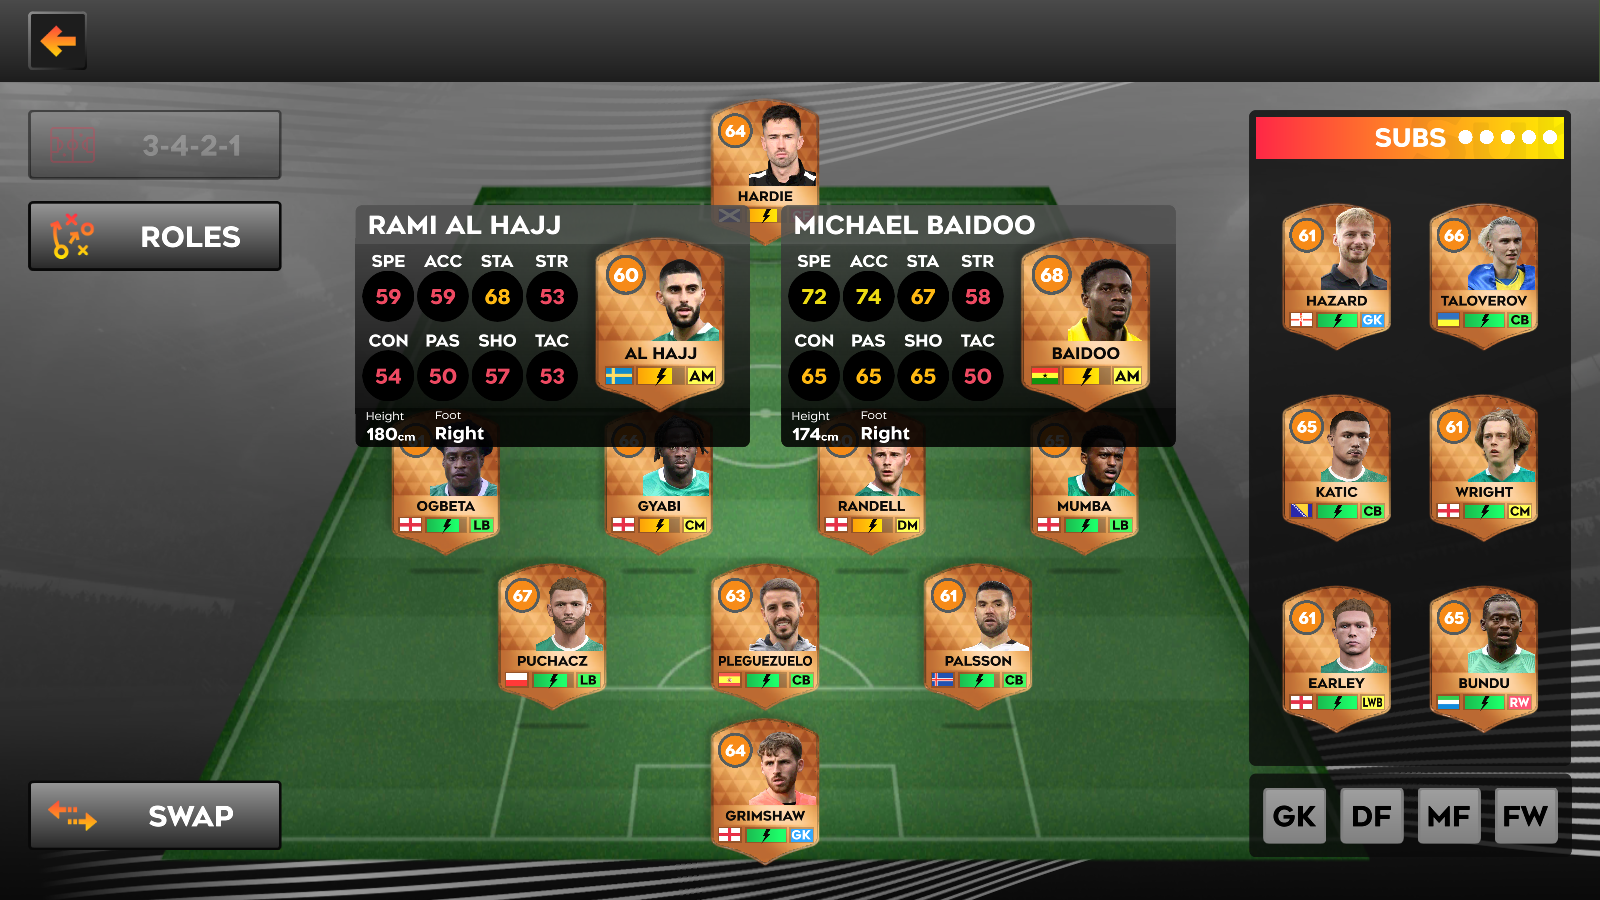 3-4-2-1
ROLES
SWAP
64
HARDIE
RAMI AL HAJJ
SPE ACC STA STR
59 59 68 53
CON PAS SHO TAC
54 50 57 53
Height Foot
180cm Right
60
AL HAJJ
AM
MICHAEL BAIDOO
SPE ACC STA STR
72 74 67 58
CON PAS SHO TAC
65 65 65 50
Height Foot
174cm Right
68
BAIDOO
AM
OGBETA
LB
66
GYABI
CM
RANDELL
DM
65
MUMBA
LB
67
PUCHACZ
LB
63
PLEGUEZUELO
CB
61
PALSSON
CB
64
GRIMSHAW
GK
SUBS
61
HAZARD
GK
66
TALOVEROV
CB
65
KATIC
CB
61
WRIGHT
CM
61
EARLEY
LWB
65
BUNDU
RW
GK DF MF FW